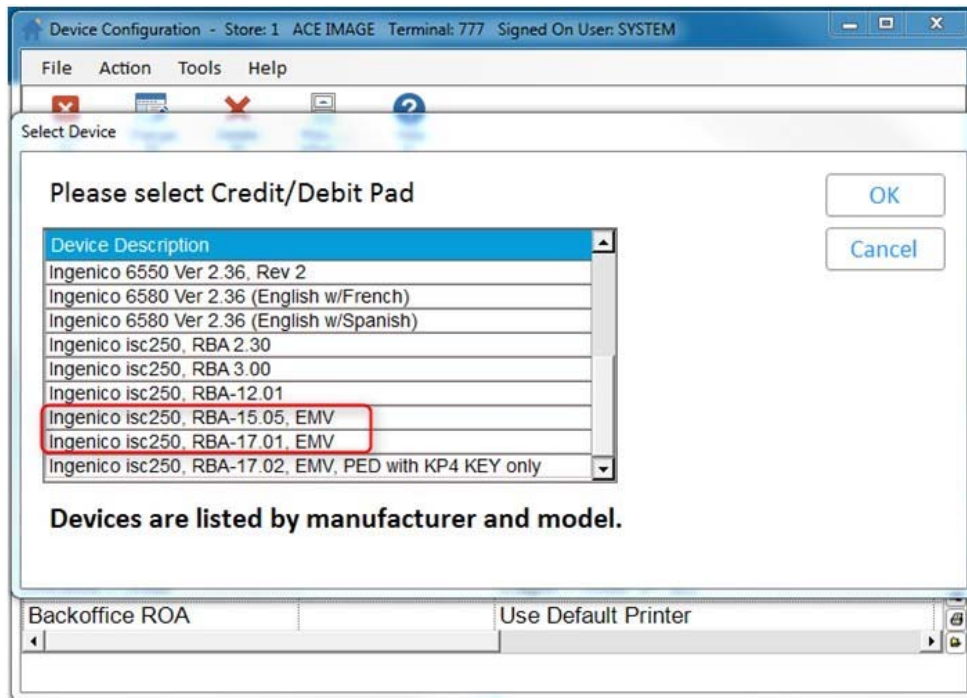 Device Configuration - Store: 1 ACE IMAGE Terminal: 777 Signed On User: SYSTEM
File Action Tools Help
Select Device
Please select Credit/Debit Pad
OK
Cancel
Device Description
Ingenico 6550 Ver 2.36, Rev 2
Ingenico 6580 Ver 2.36 (English w/French)
Ingenico 6580 Ver 2.36 (English w/Spanish)
Ingenico isc250, RBA 2.30
Ingenico isc250, RBA 3.00
Ingenico isc250, RBA-12.01
Ingenico isc250, RBA-15.05, EMV
Ingenico isc250, RBA-17.01, EMV
Ingenico isc250, RBA-17.02, EMV, PED with KP4 KEY only
Devices are listed by manufacturer and model.
Backoffice ROA Use Default Printer